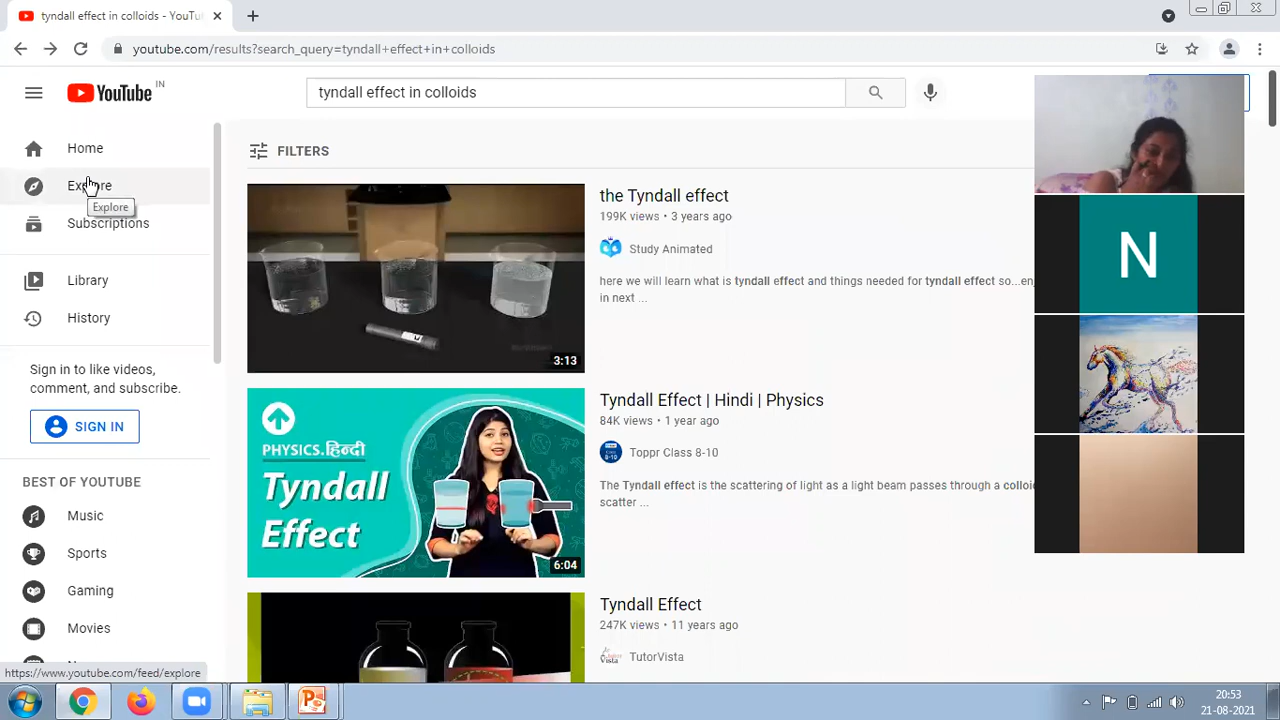 tyndall effect in colloids - YouTu
youtube.com/results?search_query=tyndall+effect+in+colloids
YouTube IN
tyndall effect in colloids
Home
Explore
Explore
Subscriptions
Library
History
Sign in to like videos,
comment, and subscribe.
SIGN IN
BEST OF YOUTUBE
Music
Sports
Gaming
Movies
https://www.youtube.com/feed/explore
FILTERS
3:13
the Tyndall effect
199K views • 3 years ago
Study Animated
here we will learn what is tyndall effect and things needed for tyndall effect so...en
in next ...
PHYSICS.हिन्दी
Tyndall
Effect
6:04
Tyndall Effect | Hindi | Physics
84K views • 1 year ago
Toppr Class 8-10
The Tyndall effect is the scattering of light as a light beam passes through a colloi
scatter ...
Tyndall Effect
247K views • 11 years ago
TutorVista
N
20:53
21-08-2021